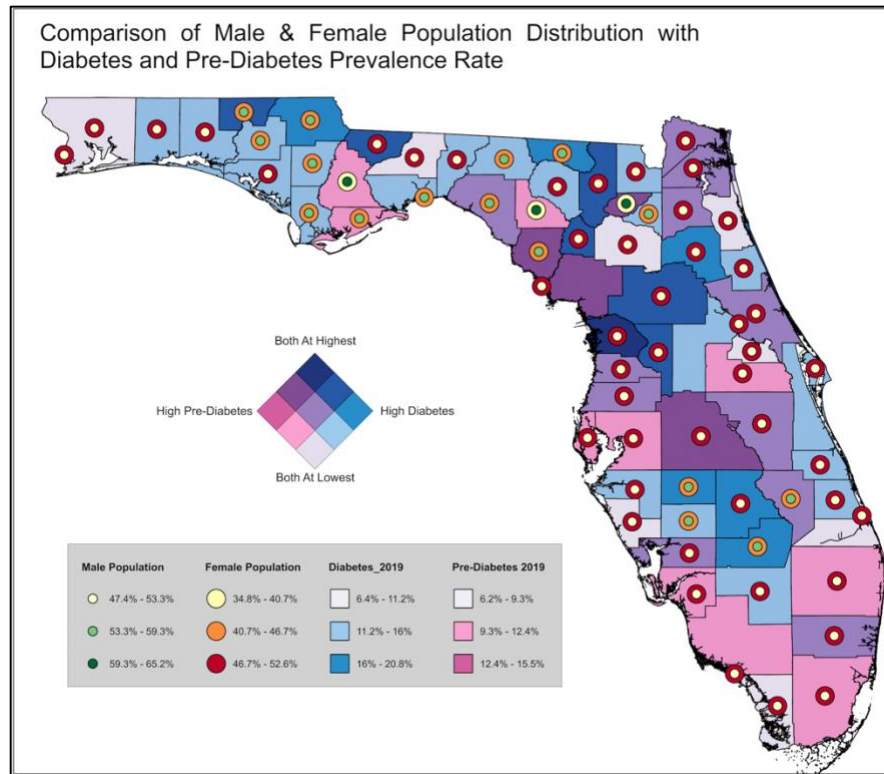 Comparison of Male & Female Population Distribution with
Diabetes and Pre-Diabetes Prevalence Rate
Both At Highest
High Pre-Diabetes
High Diabetes
Both At Lowest
Male Population Female Population Diabetes_2019 Pre-Diabetes 2019
47.4% - 53.3% 34.8% - 40.7% 6.4% - 11.2% 6.2% - 9.3%
53.3% - 59.3% 40.7% - 46.7% 11.2% - 16% 9.3% - 12.4%
59.3% - 65.2% 46.7% - 52.6% 16% - 20.8% 12.4% - 15.5%